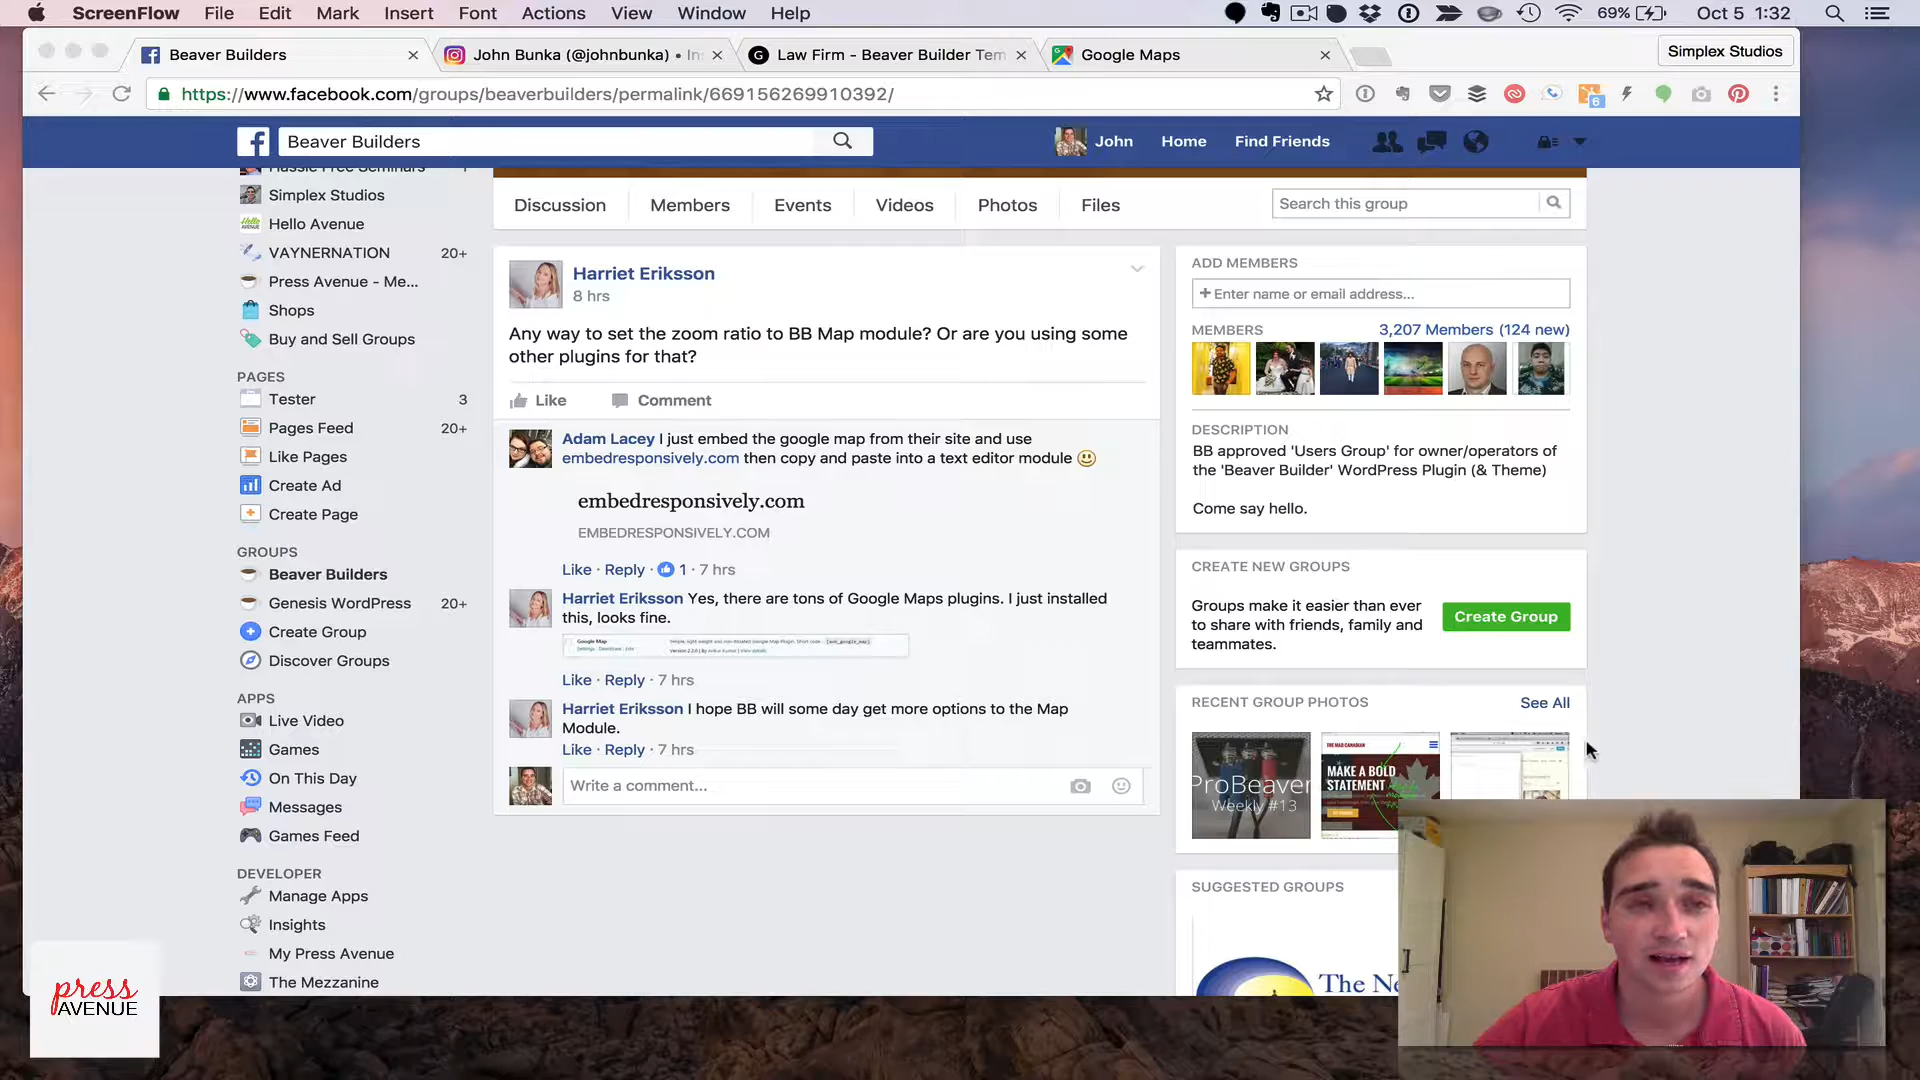 ScreenFlow File Edit Mark Insert Font Actions View Window Help 69% Oct 5 1:32
Beaver Builders John Bunka (@johnbunka) • In Law Firm - Beaver Builder Tem Google Maps Simplex Studios
https://www.facebook.com/groups/beaverbuilders/permalink/669156269910392/
6
Beaver Builders John Home Find Friends
Hassle Free Seminars
Simplex Studios
Hello Avenue
VAYNERNATION 20+
Press Avenue - Me...
Shops
Buy and Sell Groups
PAGES
Tester 3
Pages Feed 20+
Like Pages
Create Ad
Create Page
GROUPS
Beaver Builders
Genesis WordPress 20+
Create Group
Discover Groups
APPS
Live Video
Games
On This Day
Messages
Games Feed
DEVELOPER
Manage Apps
Insights
My Press Avenue
The Mezzanine
Discussion Members Events Videos Photos Files Search this group
Harriet Eriksson
8 hrs
Any way to set the zoom ratio to BB Map module? Or are you using some
other plugins for that?
Like Comment
Adam Lacey I just embed the google map from their site and use
embedresponsively.com then copy and paste into a text editor module
embedresponsively.com
EMBEDRESPONSIVELY.COM
Like · Reply · 1 · 7 hrs
Harriet Eriksson Yes, there are tons of Google Maps plugins. I just installed
this, looks fine.
Google Map
Like · Reply · 7 hrs
Harriet Eriksson I hope BB will some day get more options to the Map
Module.
Like · Reply · 7 hrs
Write a comment...
ADD MEMBERS
+ Enter name or email address...
MEMBERS 3,207 Members (124 new)
DESCRIPTION
BB approved 'Users Group' for owner/operators of
the 'Beaver Builder' WordPress Plugin (& Theme)
Come say hello.
CREATE NEW GROUPS
Groups make it easier than ever
to share with friends, family and
teammates.
Create Group
RECENT GROUP PHOTOS See All
ProBeaver
Weekly #13
THE MAD CANADIAN
MAKE A BOLD
STATEMENT
SUGGESTED GROUPS
The Ne
press
AVENUE